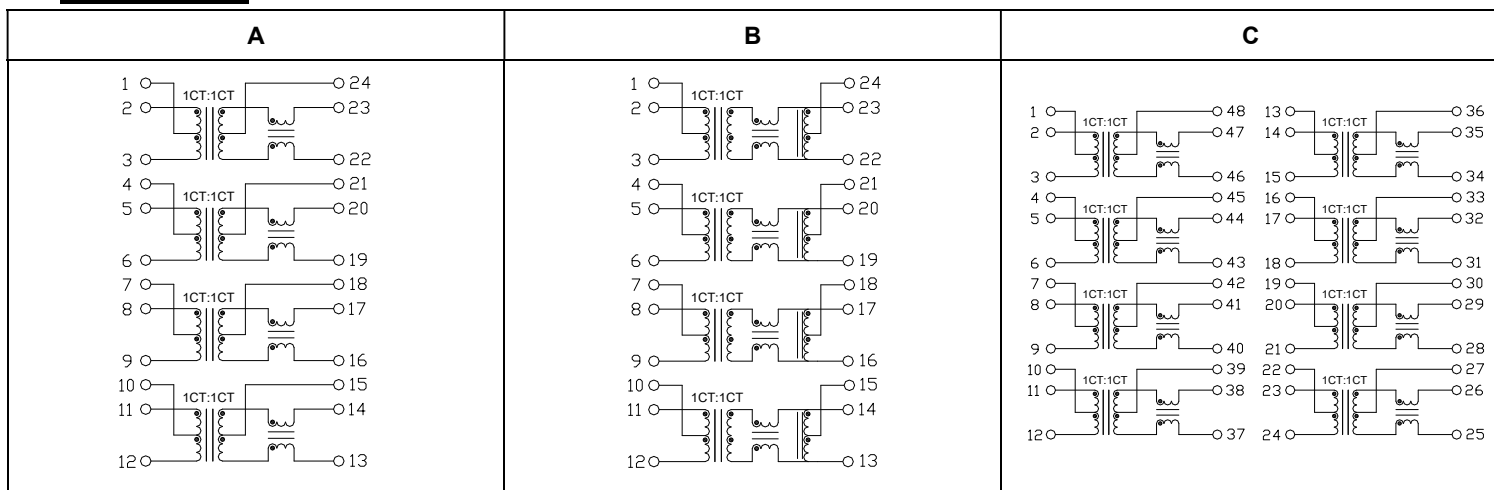 A B C
1 24
1CT:1CT
2 23
3 22
4 21
1CT:1CT
5 20
6 19
7 18
1CT:1CT
8 17
9 16
10 15
1CT:1CT
11 14
12 13
1 24
1CT:1CT
2 23
3 22
4 21
1CT:1CT
5 20
6 19
7 18
1CT:1CT
8 17
9 16
10 15
1CT:1CT
11 14
12 13
1 48 13 36
1CT:1CT 1CT:1CT
2 47 14 35
3 46 15 34
4 45 16 33
1CT:1CT 1CT:1CT
5 44 17 32
6 43 18 31
7 42 19 30
1CT:1CT 1CT:1CT
8 41 20 29
9 40 21 28
10 39 22 27
1CT:1CT 1CT:1CT
11 38 23 26
12 37 24 25